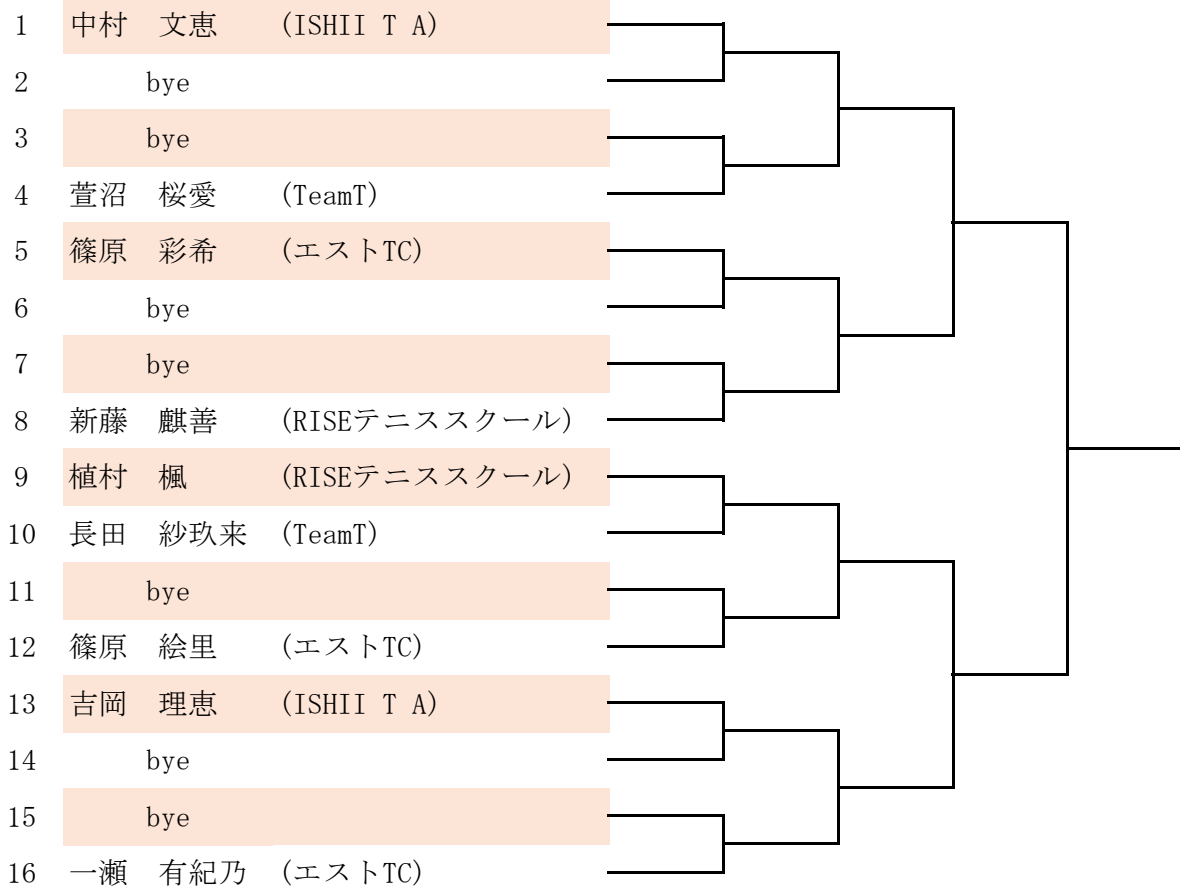 1 中村 文恵 (ISHII T A)
2 bye
3 bye
4 萱沼 桜愛 (TeamT)
5 篠原 彩希 (エストTC)
6 bye
7 bye
8 新藤 麒善 (RISEテニススクール)
9 植村 楓 (RISEテニススクール)
10 長田 紗玖来 (TeamT)
11 bye
12 篠原 絵里 (エストTC)
13 吉岡 理恵 (ISHII T A)
14 bye
15 bye
16 一瀬 有紀乃 (エストTC)